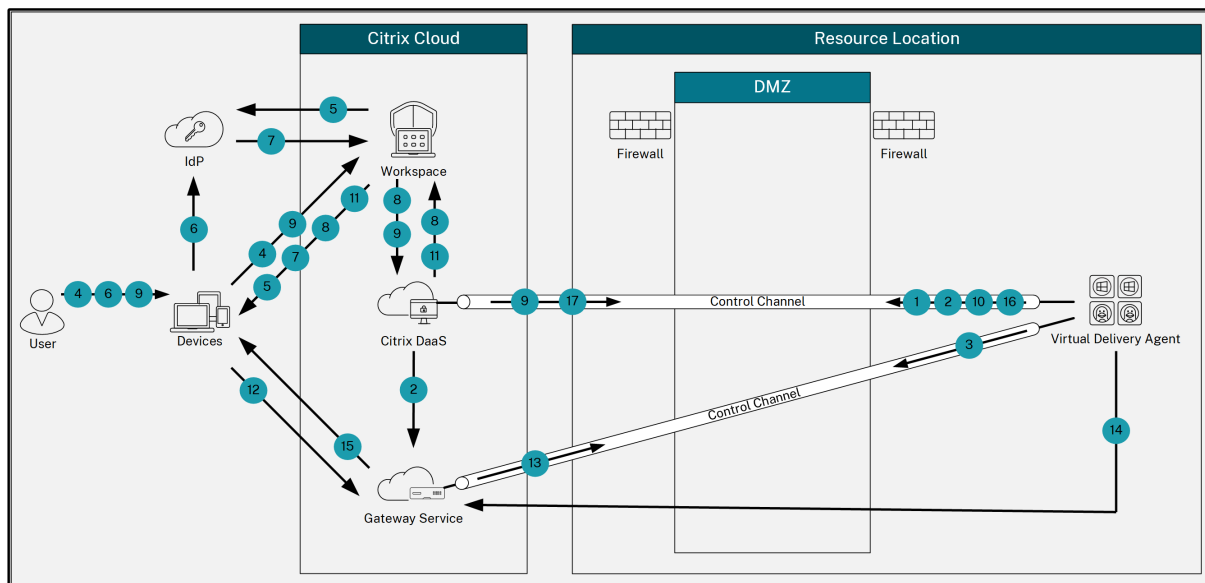 Citrix Cloud
Resource Location
DMZ
5
7
IdP
Workspace
Firewall
Firewall
11
8
8
9
8
9
4
7
5
11
6
4 6 9
User
Devices
Citrix DaaS
9 17
Control Channel
1 2 10 16
Virtual Delivery Agent
3
2
12
Control Channel
15
13
14
Gateway Service